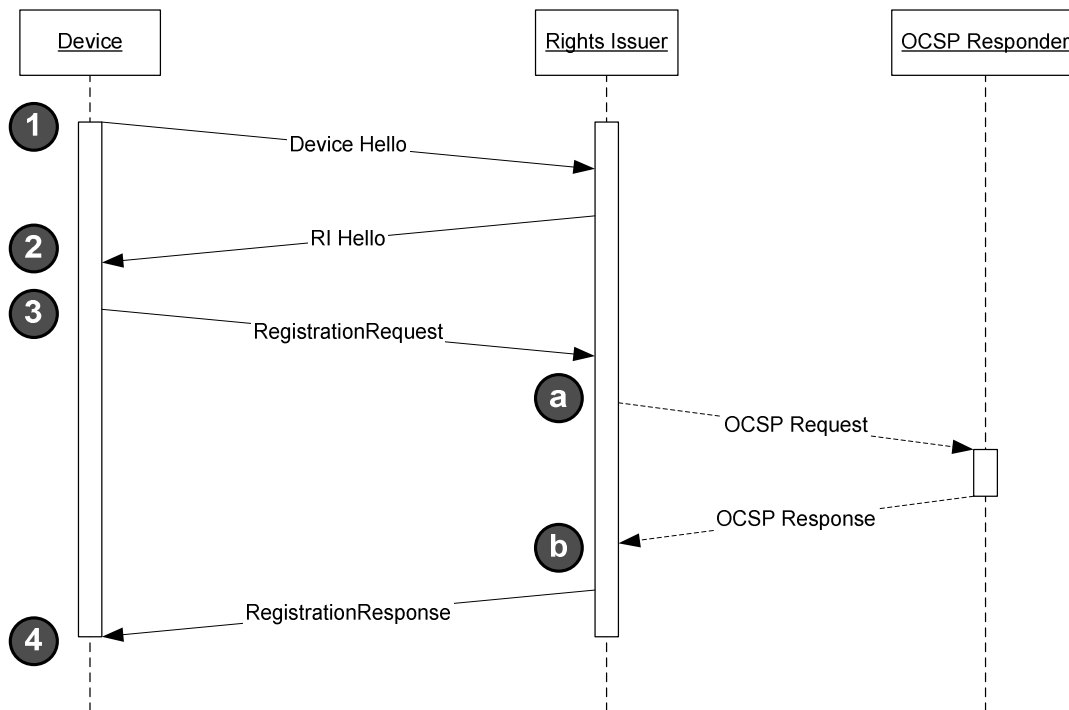 Device
Rights Issuer
OCSP Responder
1
Device Hello
2
RI Hello
3
RegistrationRequest
a
OCSP Request
OCSP Response
b
RegistrationResponse
4